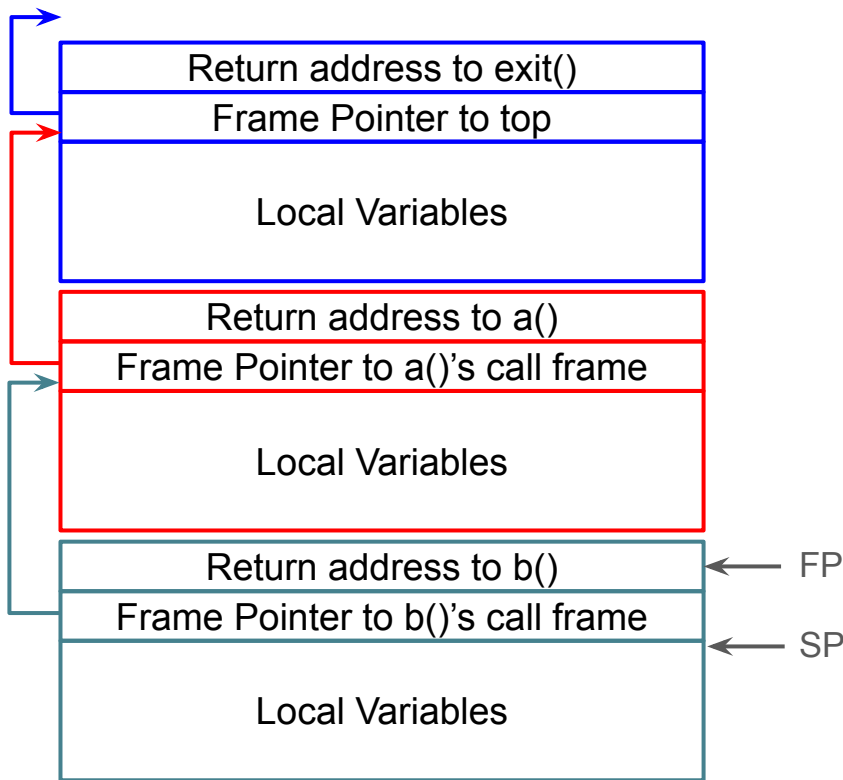 Return address to exit()
Frame Pointer to top
Local Variables
Return address to a()
Frame Pointer to a()’s call frame
Local Variables
Return address to b()
FP
Frame Pointer to b()’s call frame
SP
Local Variables